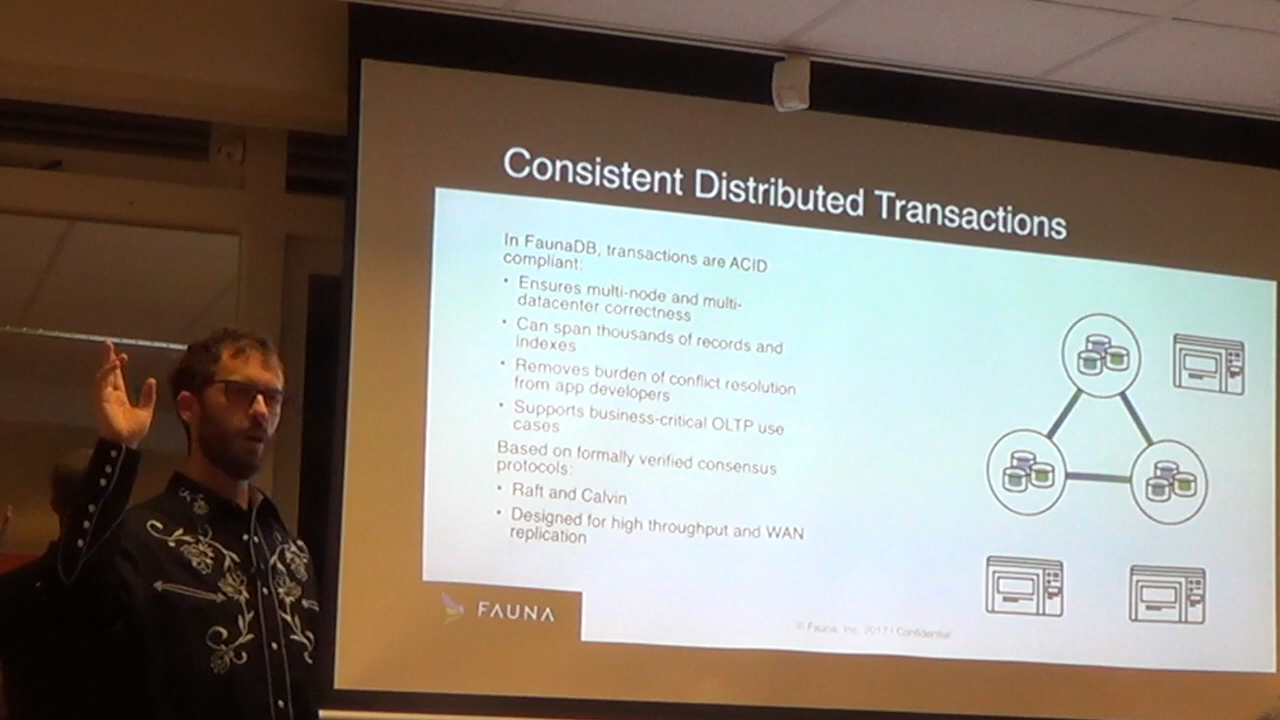 Consistent Distributed Transactions
In FaunaDB, transactions are ACID
compliant:
• Ensures multi-node and multi-
datacenter correctness
• Can span thousands of records and
indexes
• Removes burden of conflict resolution
from app developers
• Supports business-critical OLTP use
cases
Based on formally verified consensus
protocols:
• Raft and Calvin
• Designed for high throughput and WAN
replication
FAUNA
© Fauna, Inc. 2017 | Confidential